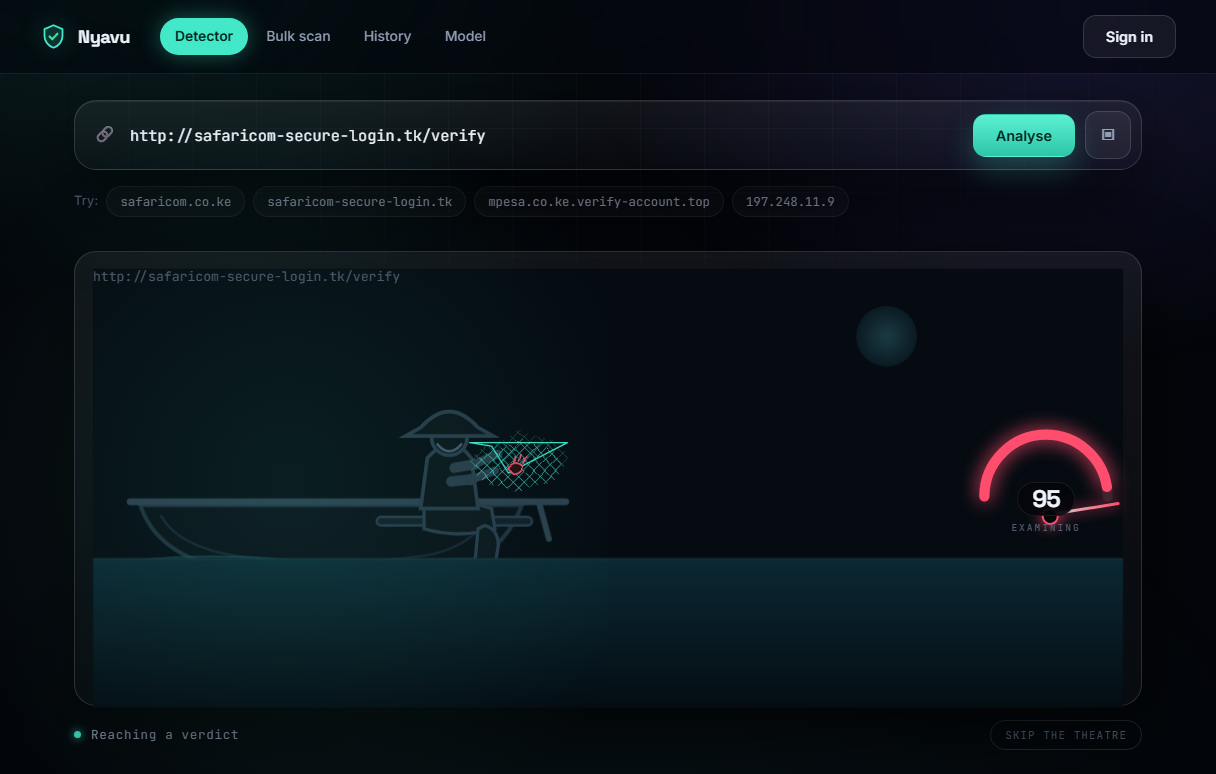 Nyavu
Detector
Bulk scan
History
Model
Sign in
http://safaricom-secure-login.tk/verify
Analyse
Try:
safaricom.co.ke
safaricom-secure-login.tk
mpesa.co.ke.verify-account.top
197.248.11.9
http://safaricom-secure-login.tk/verify
95
EXAMINING
Reaching a verdict
SKIP THE THEATRE